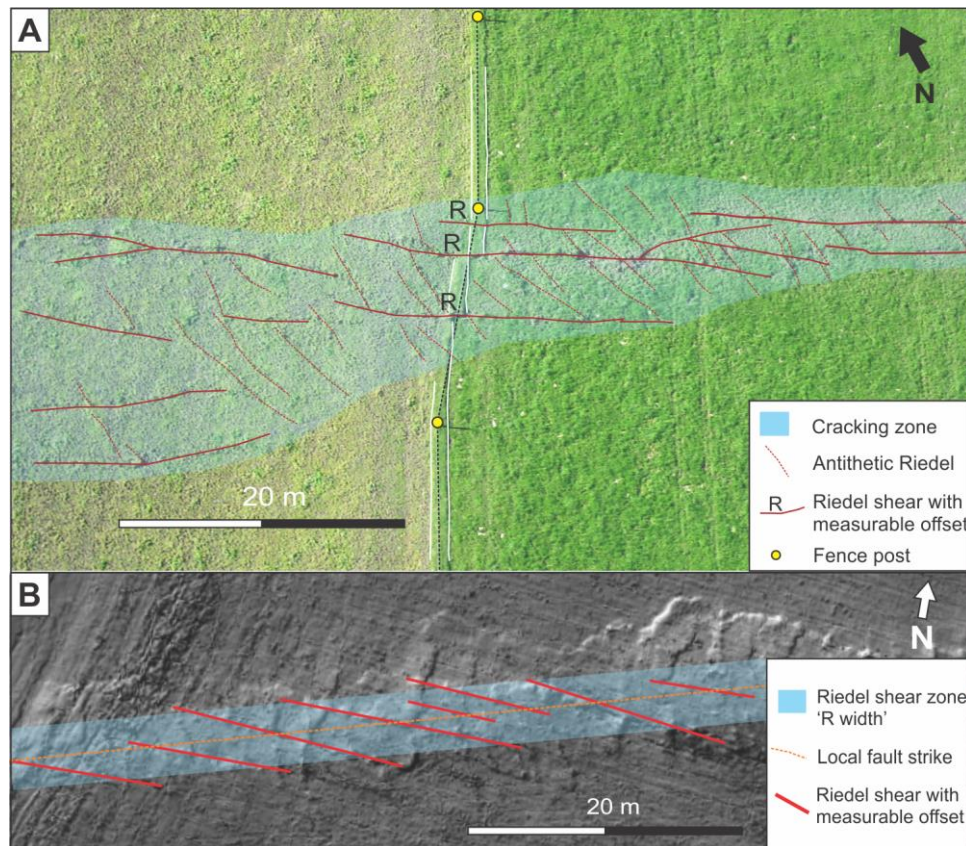 A
N
R
R
R
20 m
Cracking zone
Antithetic Riedel
R
Riedel shear with
measurable offset
Fence post
B
N
20 m
Riedel shear zone
'R width'
Local fault strike
Riedel shear with
measurable offset